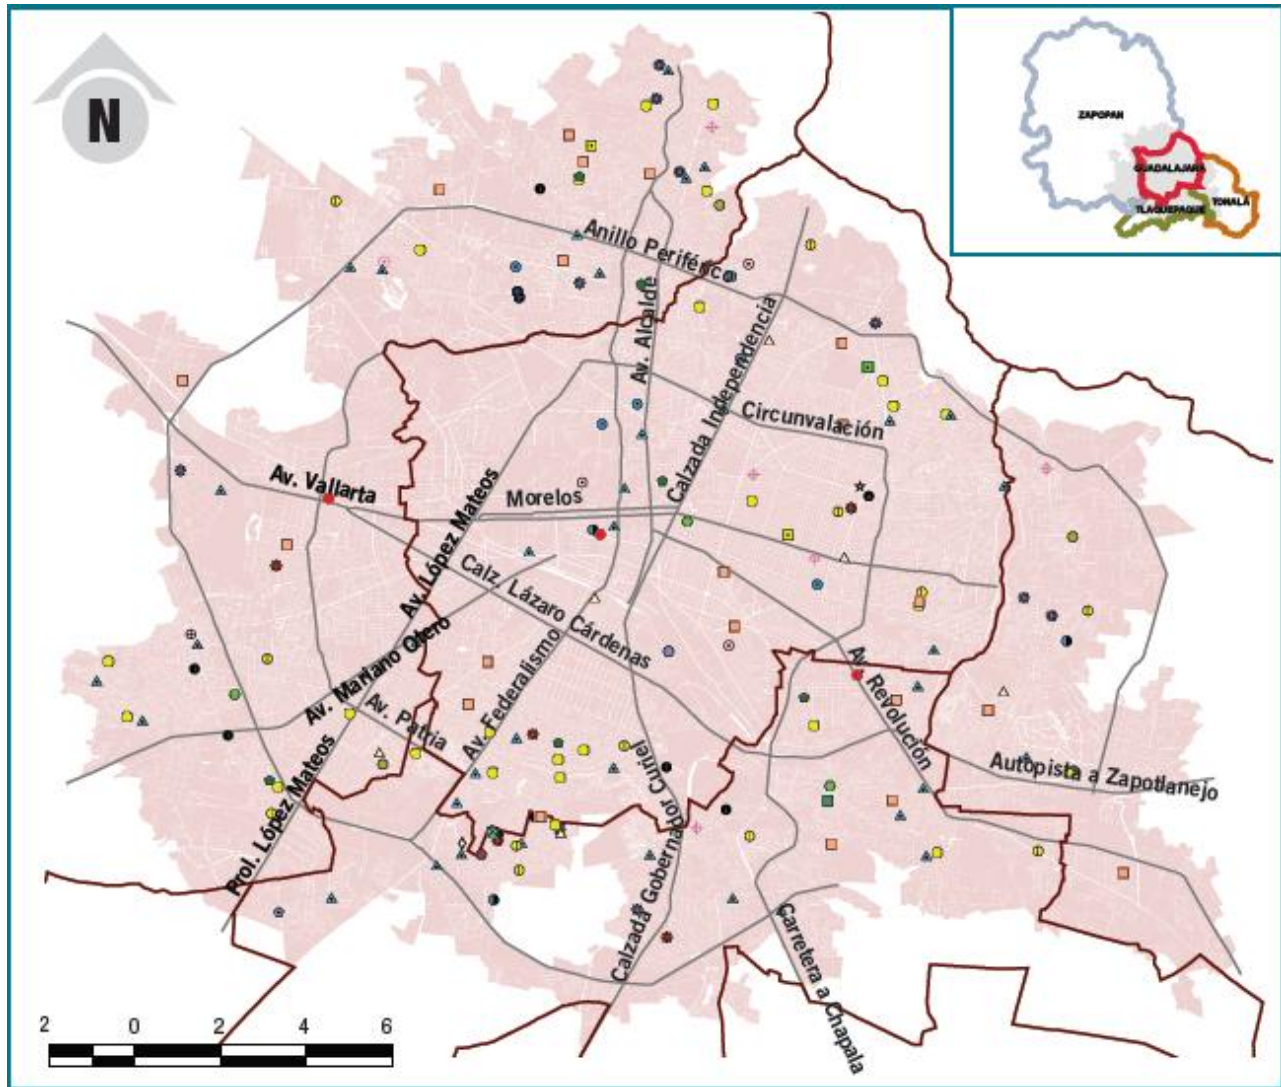 N
ZAPOPAN
GUADALAJARA
TLAQUEPAQUE
TONALA
Anillo Periférico
Av. Alcalde
Calzada Independencia
Circunvalación
Av. Vallarta
Morelos
Av. López Mateos
Calz. Lázaro Cárdenas
Av. Mariano Otero
Av. Federalismo
Av. Patria
Av. Revolución
Prol. López Mateos
Calzada Gobernador Curiel
Autopista a Zapotlanejo
Carretera a Chapala
2 0 2 4 6